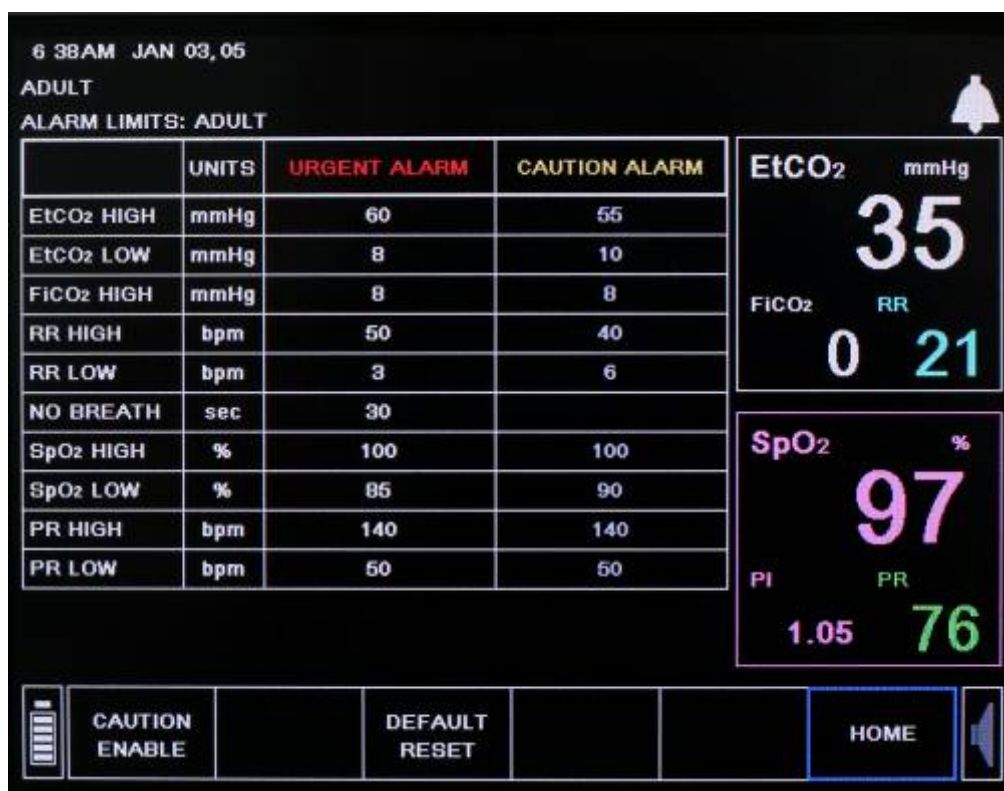 6 38AM JAN 03,05
ADULT
ALARM LIMITS: ADULT
UNITS URGENT ALARM CAUTION ALARM
EtCO2 HIGH mmHg 60 55
EtCO2 LOW mmHg 8 10
FiCO2 HIGH mmHg 8 8
RR HIGH bpm 50 40
RR LOW bpm 3 6
NO BREATH sec 30
SpO2 HIGH % 100 100
SpO2 LOW % 85 90
PR HIGH bpm 140 140
PR LOW bpm 50 50
EtCO2 mmHg
35
FiCO2 RR
0 21
SpO2 %
97
PI PR
1.05 76
CAUTION ENABLE
DEFAULT RESET
HOME